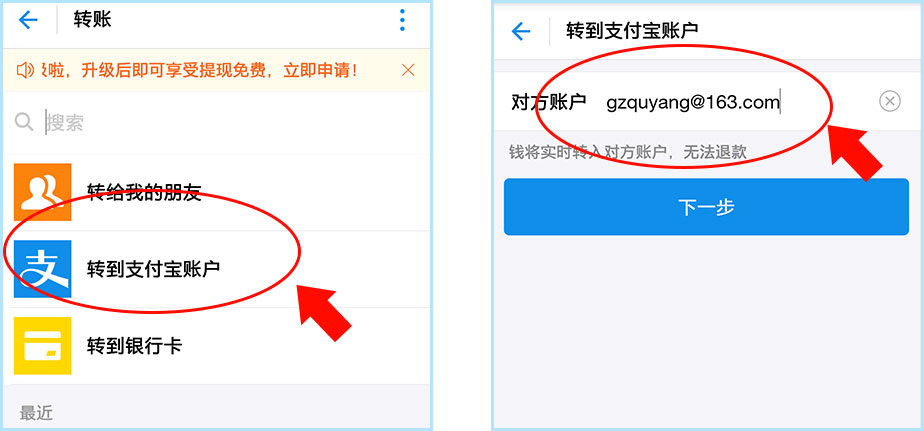 转账
及啦，升级后即可享受提现免费，立即申请！
搜索
转给我的朋友
支 转到支付宝账户
转到银行卡
最近
转到支付宝账户
对方账户 gzquyang@163.com
钱将实时转入对方账户，无法退款
下一步